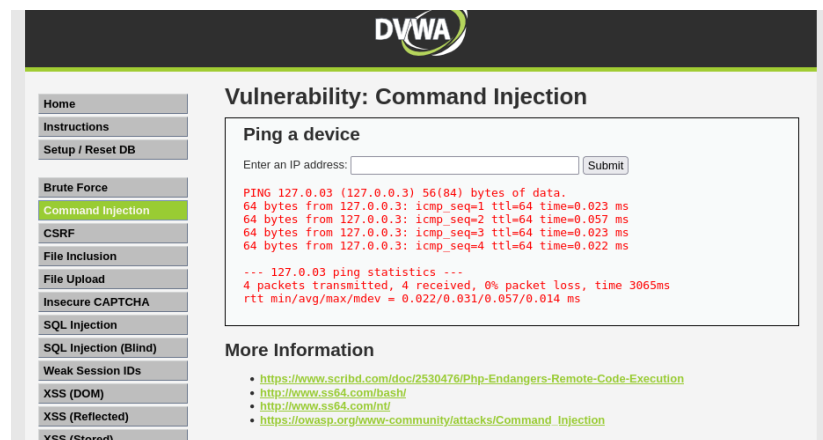 DVWA
Vulnerability: Command Injection
Home
Instructions
Setup / Reset DB
Brute Force
Command Injection
CSRF
File Inclusion
File Upload
Insecure CAPTCHA
SQL Injection
SQL Injection (Blind)
Weak Session IDs
XSS (DOM)
XSS (Reflected)
XSS (Stored)
Ping a device
Enter an IP address:
Submit
PING 127.0.03 (127.0.0.3) 56(84) bytes of data.
64 bytes from 127.0.0.3: icmp_seq=1 ttl=64 time=0.023 ms
64 bytes from 127.0.0.3: icmp_seq=2 ttl=64 time=0.057 ms
64 bytes from 127.0.0.3: icmp_seq=3 ttl=64 time=0.023 ms
64 bytes from 127.0.0.3: icmp_seq=4 ttl=64 time=0.022 ms
--- 127.0.03 ping statistics ---
4 packets transmitted, 4 received, 0% packet loss, time 3065ms
rtt min/avg/max/mdev = 0.022/0.031/0.057/0.014 ms
More Information
https://www.scribd.com/doc/2530476/Php-Endangers-Remote-Code-Execution
http://www.ss64.com/bash/
http://www.ss64.com/nt/
https://owasp.org/www-community/attacks/Command_Injection